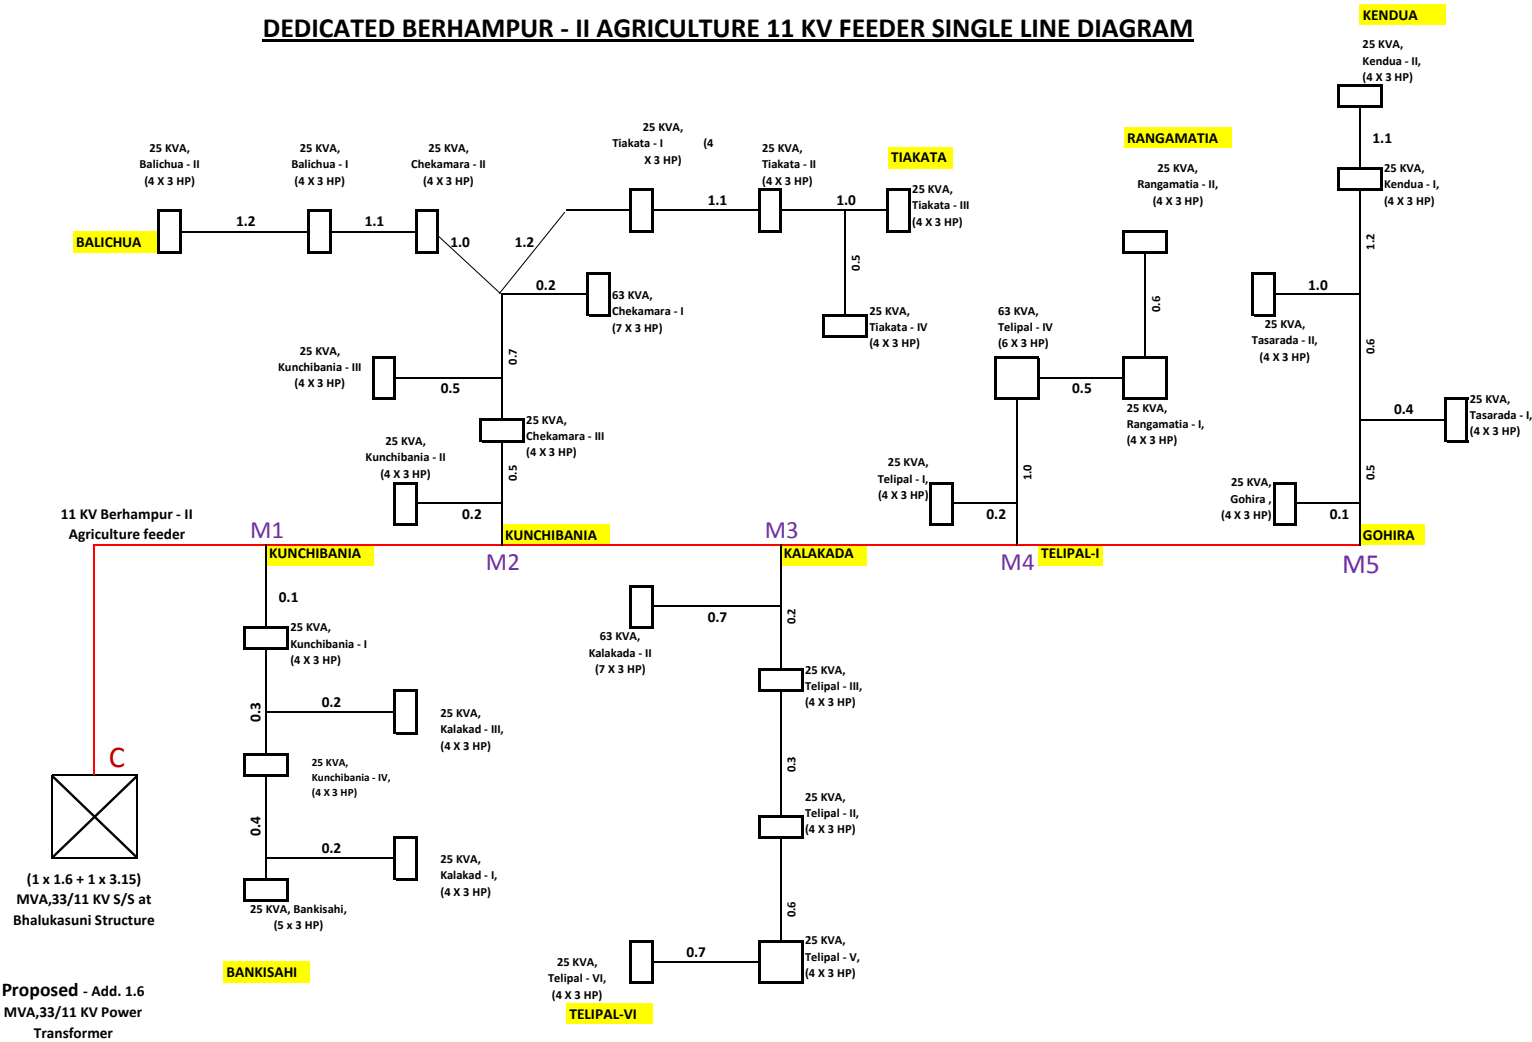 DEDICATED BERHAMPUR - II AGRICULTURE 11 KV FEEDER SINGLE LINE DIAGRAM
KENDUA
25 KVA,
Kendua - II,
(4 X 3 HP)
1.1
25 KVA,
Kendua - I,
(4 X 3 HP)
1.2
25 KVA,
Balichua - II
(4 X 3 HP)
25 KVA,
Balichua - I
(4 X 3 HP)
25 KVA,
Chekamara - II
(4 X 3 HP)
25 KVA,
Tiakata - I (4
X 3 HP)
25 KVA,
Tiakata - II
(4 X 3 HP)
TIAKATA
25 KVA,
Tiakata - III
(4 X 3 HP)
RANGAMATIA
25 KVA,
Rangamatia - II,
(4 X 3 HP)
BALICHUA
1.2
1.1
1.0
1.2
1.1
1.0
0.5
0.2
63 KVA,
Chekamara - I
(7 X 3 HP)
25 KVA,
Tiakata - IV
(4 X 3 HP)
63 KVA,
Telipal - IV
(6 X 3 HP)
0.6
1.0
25 KVA,
Tasarada - II,
(4 X 3 HP)
0.6
25 KVA,
Kunchibania - III
(4 X 3 HP)
0.5
0.7
0.5
25 KVA,
Rangamatia - I,
(4 X 3 HP)
0.4
25 KVA,
Tasarada - I,
(4 X 3 HP)
25 KVA,
Chekamara - III
(4 X 3 HP)
25 KVA,
Kunchibania - II
(4 X 3 HP)
0.5
0.2
25 KVA,
Telipal - I,
(4 X 3 HP)
0.2
1.0
25 KVA,
Gohira ,
(4 X 3 HP)
0.1
0.5
11 KV Berhampur - II
Agriculture feeder
M1
KUNCHIBANIA
KUNCHIBANIA
M2
M3
KALAKADA
M4
TELIPAL-I
GOHIRA
M5
0.1
25 KVA,
Kunchibania - I
(4 X 3 HP)
0.3
0.2
25 KVA,
Kalakad - III,
(4 X 3 HP)
25 KVA,
Kunchibania - IV,
(4 X 3 HP)
0.4
0.2
25 KVA,
Kalakad - I,
(4 X 3 HP)
25 KVA, Bankisahi,
(5 x 3 HP)
BANKISAHI
0.7
0.2
63 KVA,
Kalakada - II
(7 X 3 HP)
25 KVA,
Telipal - III,
(4 X 3 HP)
0.3
25 KVA,
Telipal - II,
(4 X 3 HP)
0.6
25 KVA,
Telipal - V,
(4 X 3 HP)
0.7
25 KVA,
Telipal - VI,
(4 X 3 HP)
TELIPAL-VI
C
(1 x 1.6 + 1 x 3.15)
MVA,33/11 KV S/S at
Bhalukasuni Structure
Proposed - Add. 1.6
MVA,33/11 KV Power
Transformer